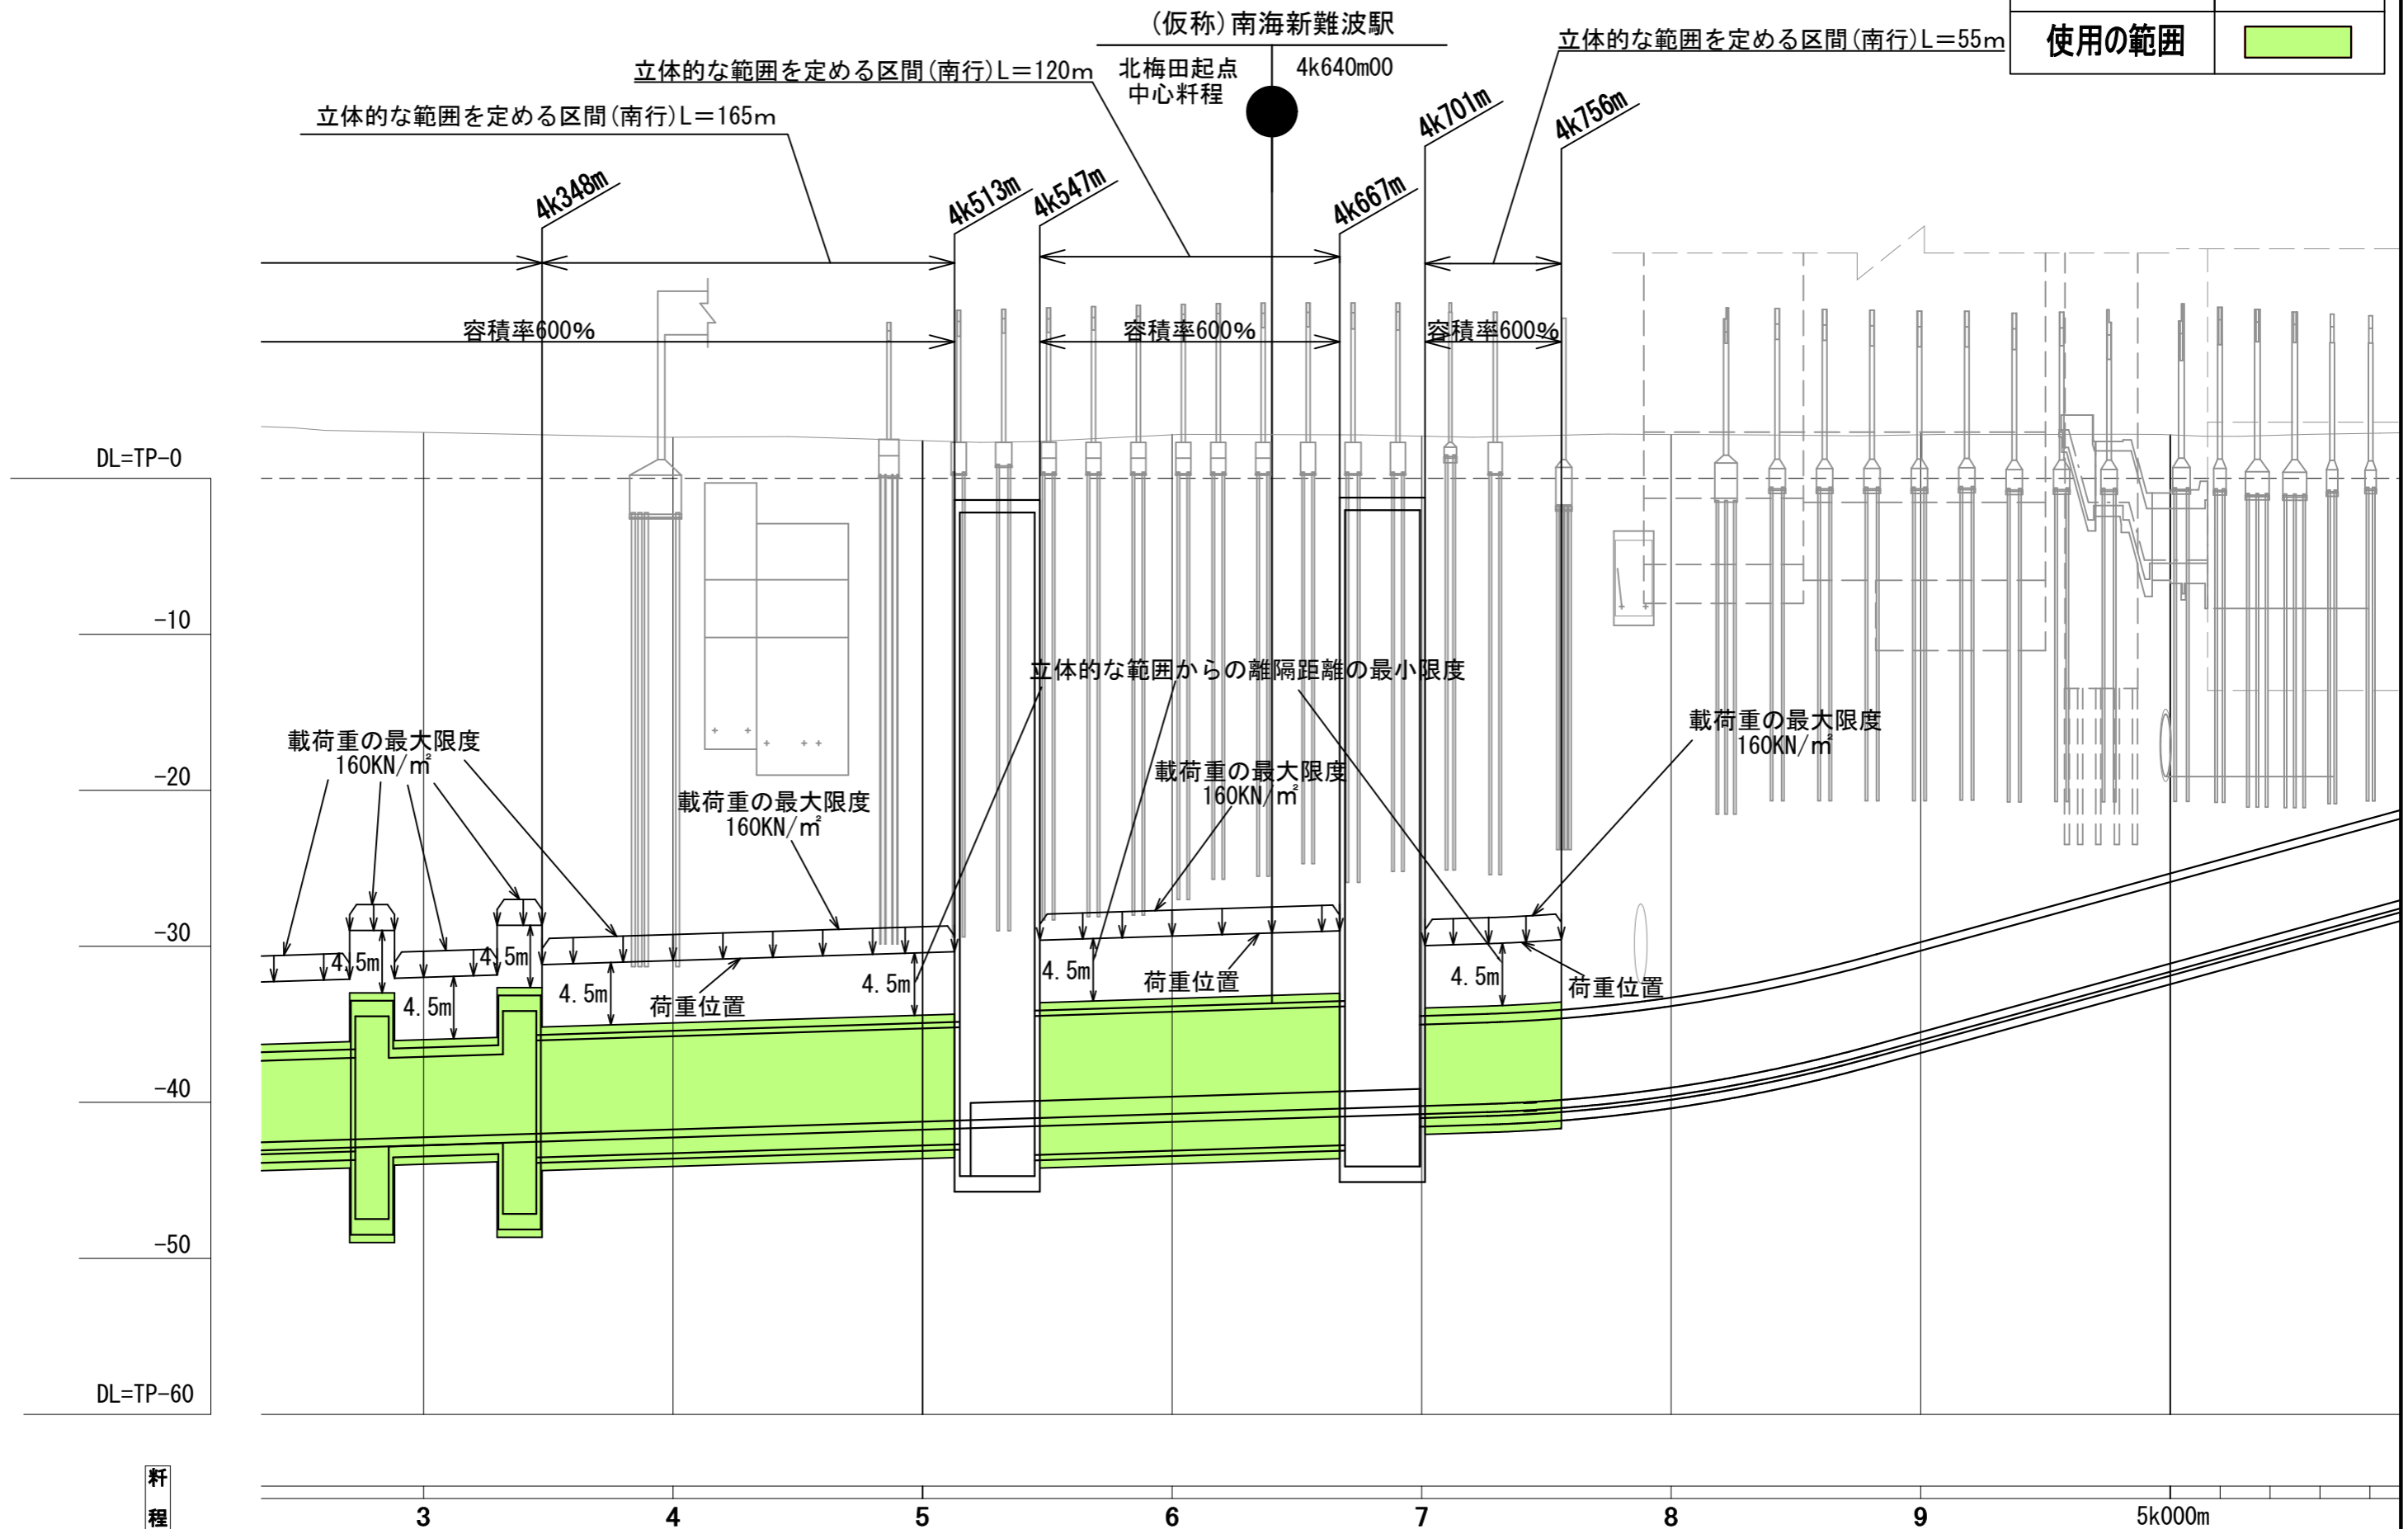 (仮称)南海新難波駅
北梅田起点
中心粁程
4k640m00
使用の範囲
立体的な範囲を定める区間(南行)L=55m
立体的な範囲を定める区間(南行)L=120m
立体的な範囲を定める区間(南行)L=165m
4k348m
4k513m
4k547m
4k667m
4k701m
4k756m
容積率600%
容積率600%
容積率600%
DL=TP-0
-10
-20
-30
-40
-50
DL=TP-60
立体的な範囲からの離隔距離の最小限度
載荷重の最大限度
160KN/㎡
載荷重の最大限度
160KN/㎡
載荷重の最大限度
160KN/㎡
載荷重の最大限度
160KN/㎡
4.5m
4.5m
4.5m
4.5m
4.5m
4.5m
4.5m
荷重位置
荷重位置
荷重位置
粁
程
3
4
5
6
7
8
9
5k000m